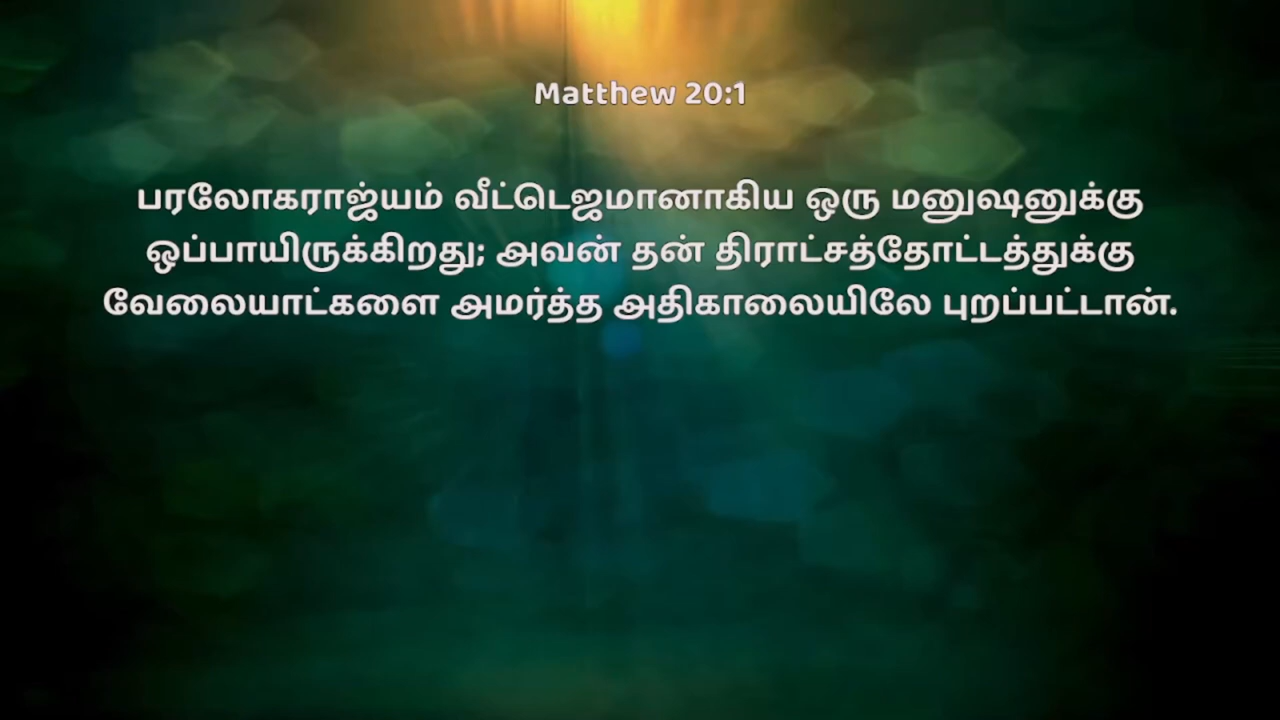 Matthew 20:1
பரலோகராஜ்யம் வீட்டெஜமானாகிய ஒரு மனுஷனுக்கு
ஒப்பாயிருக்கிறது; அவன் தன் திராட்சத்தோட்டத்துக்கு
வேலையாட்களை அமர்த்த அதிகாலையிலே புறப்பட்டான்.